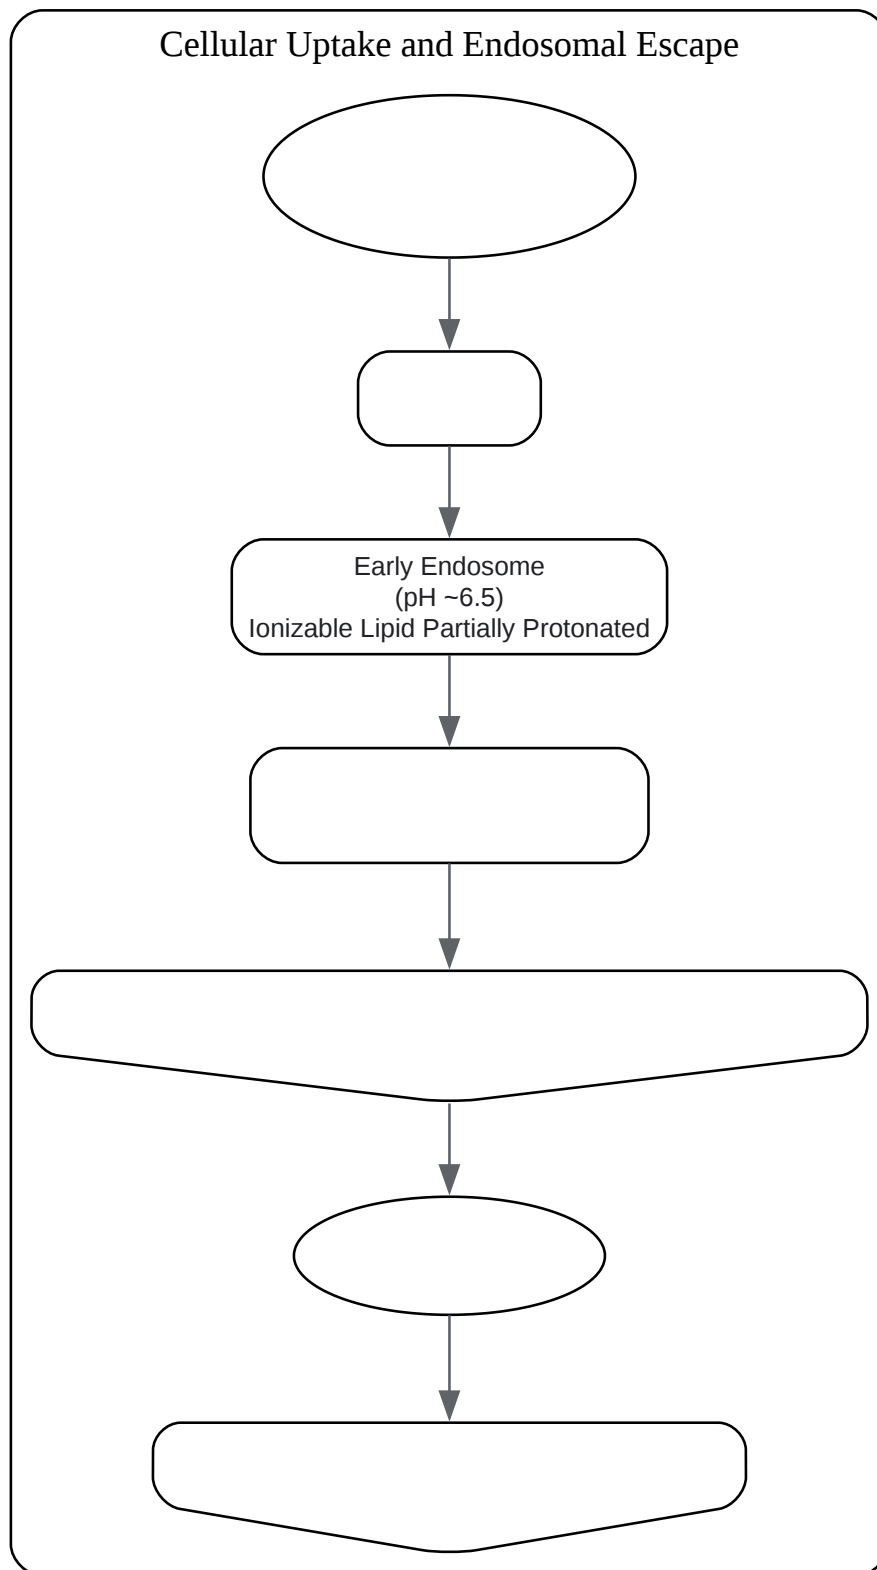 Cellular Uptake and Endosomal Escape
Early Endosome
(pH ~6.5)
Ionizable Lipid Partially Protonated